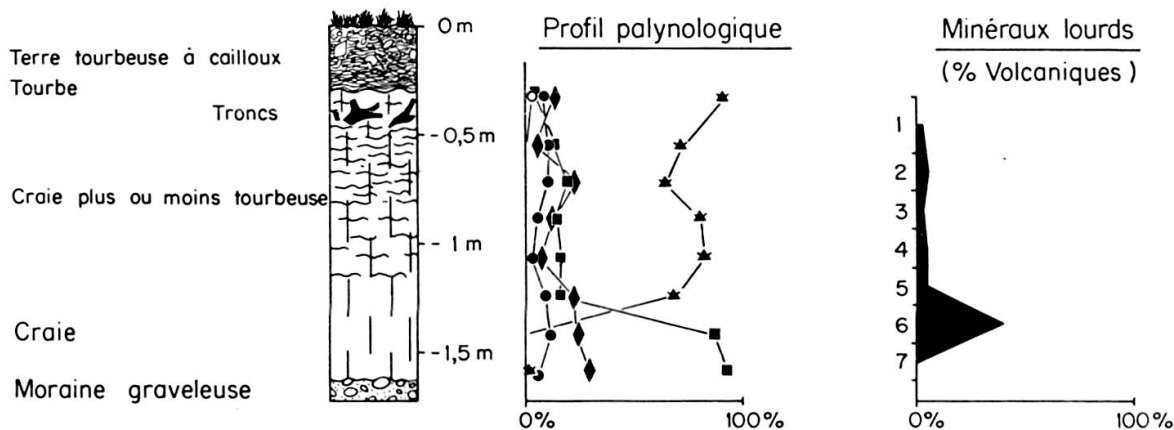 Terre tourbeuse à cailloux
Tourbe
Troncs
Craie plus ou moins tourbeuse
Craie
Moraine graveleuse
0 m
- 0,5 m
- 1 m
- 1,5 m
Profil palynologique
0%
100%
Minéraux lourds
(% Volcaniques)
1
2
3
4
5
6
7
0%
100%